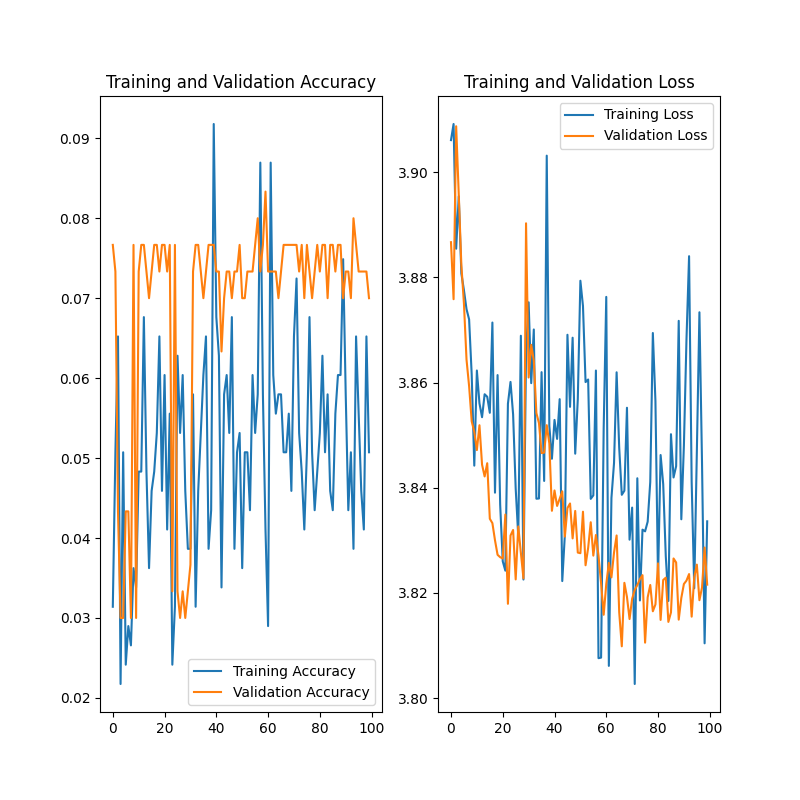 Training and Validation Accuracy
0.09
0.08
0.07
0.06
0.05
0.04
0.03
0.02
0 20 40 60 80 100
Training Accuracy
Validation Accuracy
Training and Validation Loss
Training Loss
Validation Loss
3.90
3.88
3.86
3.84
3.82
3.80
0 20 40 60 80 100